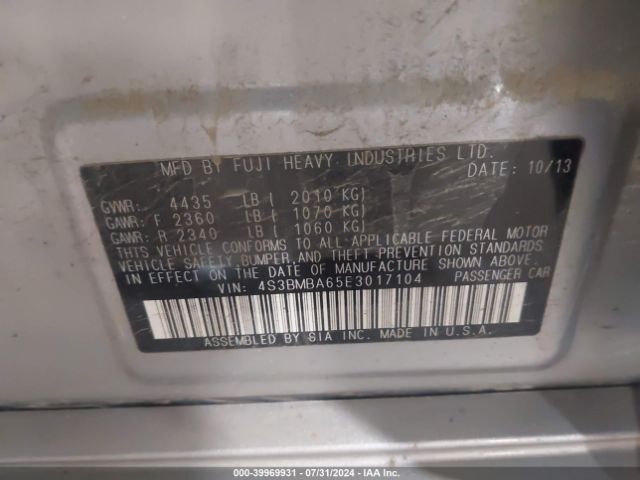 MFD BY FUJI HEAVY INDUSTRIES LTD.
DATE: 10/13
GVWR: 4435 LB ( 2010 KG)
GAWR: F 2360 LB ( 1070 KG)
GAWR: R 2340 LB ( 1060 KG)
THIS VEHICLE CONFORMS TO ALL APPLICABLE FEDERAL MOTOR
VEHICLE SAFETY, BUMPER, AND THEFT PREVENTION STANDARDS
IN EFFECT ON THE DATE OF MANUFACTURE SHOWN ABOVE.
VIN: 4S3BMBA65E3017104 PASSENGER CAR
ASSEMBLED BY SIA INC. MADE IN U.S.A.
000-39969931 - 07/31/2024 - IAA Inc.